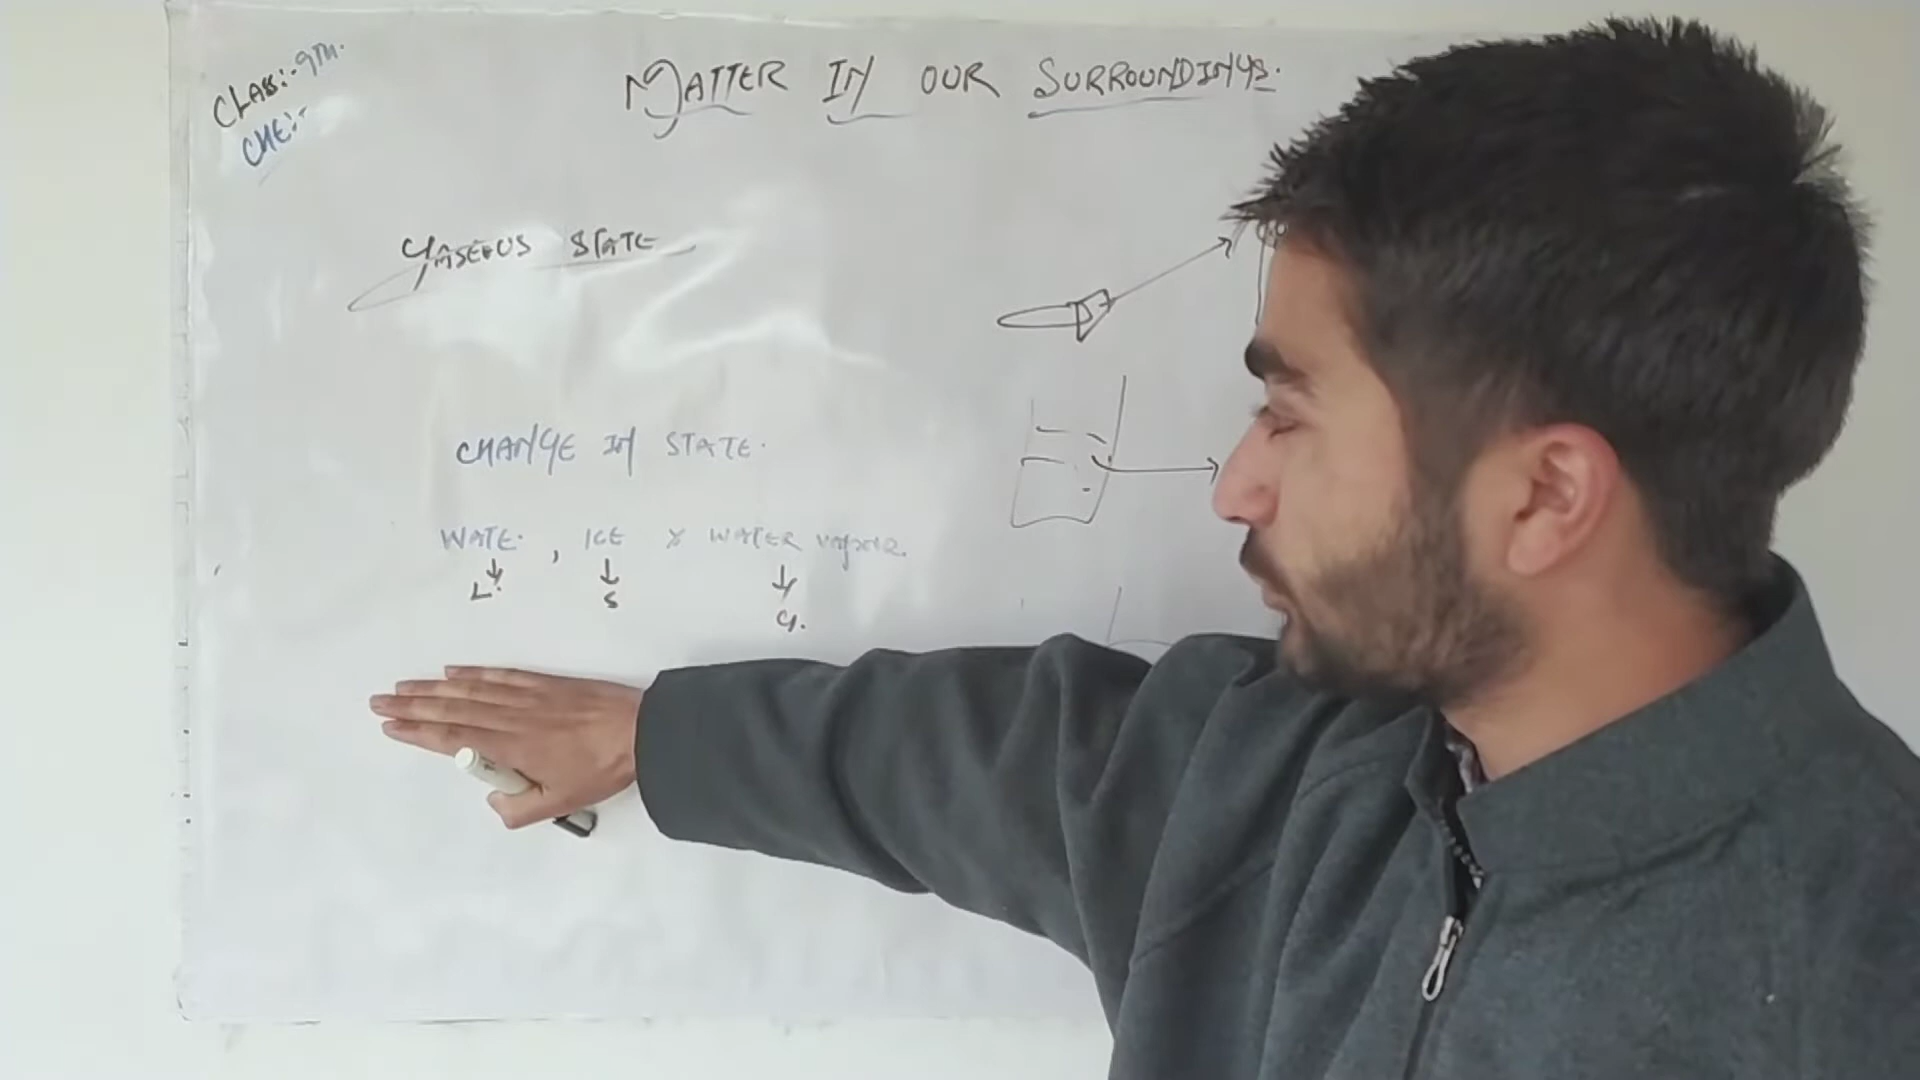 CLASS:- 9TH.
CHE:-
MATTER IN OUR SURROUNDINGS.
GASEOUS STATE
CHANGE IN STATE.
WATE. , ICE & WATER vapour.
L. S G.